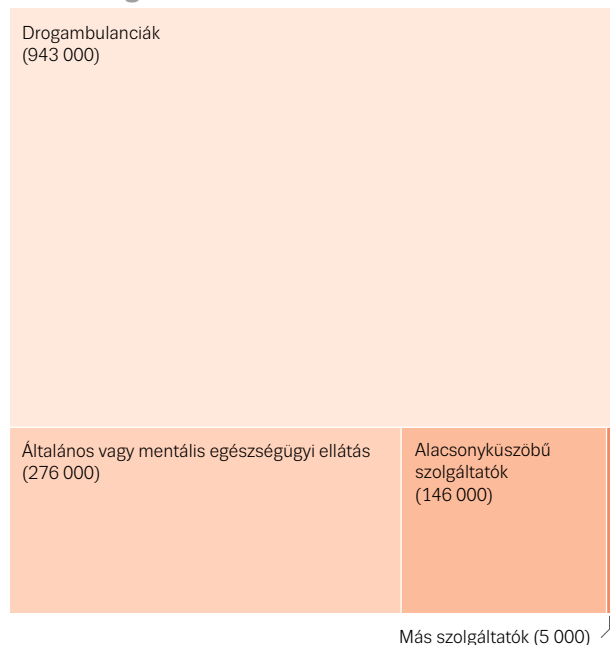 Drogambulanciák
(943 000)
Általános vagy mentális egészségügyi ellátás
(276 000)
Alacsonyküszöbű
szolgáltatók
(146 000)
Más szolgáltatók (5 000)